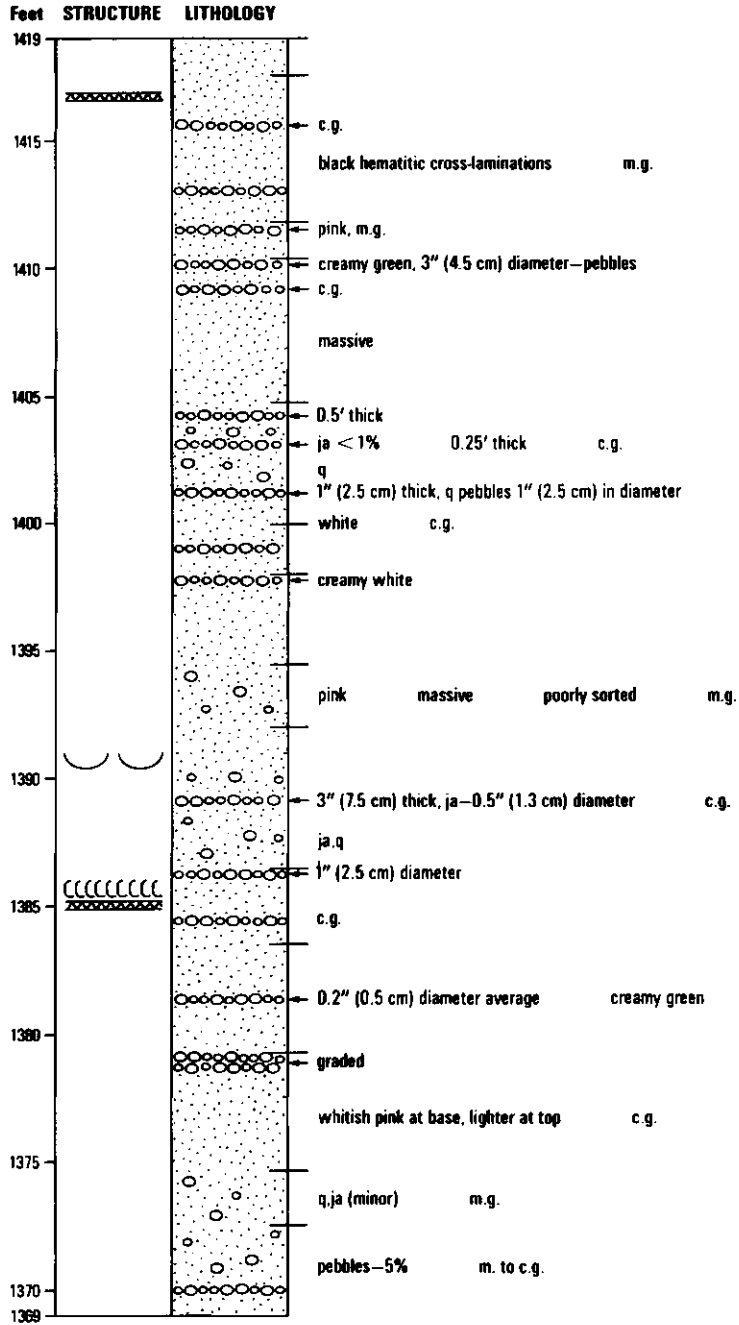 Feet STRUCTURE LITHOLOGY
1419
c.g.
1415
black hematitic cross-laminations m.g.
pink, m.g.
1410
creamy green, 3″ (4.5 cm) diameter–pebbles
c.g.
massive
1405
0.5′ thick
ja < 1% 0.25′ thick c.g.
q
1″ (2.5 cm) thick, q pebbles 1″ (2.5 cm) in diameter
1400
white c.g.
creamy white
1395
pink massive poorly sorted m.g.
1390
3″ (7.5 cm) thick, ja–0.5″ (1.3 cm) diameter c.g.
ja,q
1″ (2.5 cm) diameter
1385
c.g.
0.2″ (0.5 cm) diameter average creamy green
1380
graded
whitish pink at base, lighter at top c.g.
1375
q,ja (minor) m.g.
pebbles–5% m. to c.g.
1370
1369